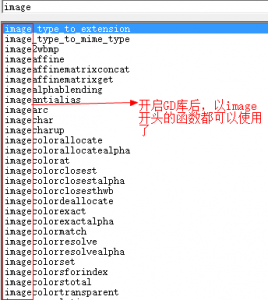 image
image_type_to_extension
image_type_to_mime_type
image2wbmp
imageaffine
imageaffinematrixconcat
imageaffinematrixget
imagealphablending
imageantialias
开启GD库后，以image
imagearc
开头的函数都可以使用
imagechar
了
imagecharup
imagecolorallocate
imagecolorallocatealpha
imagecolorat
imagecolorclosest
imagecolorclosestalpha
imagecolorclosesthwb
imagecolordeallocate
imagecolorexact
imagecolorexactalpha
imagecolormatch
imagecolorresolve
imagecolorresolvealpha
imagecolorset
imagecolorsforindex
imagecolorstotal
imagecolortransparent